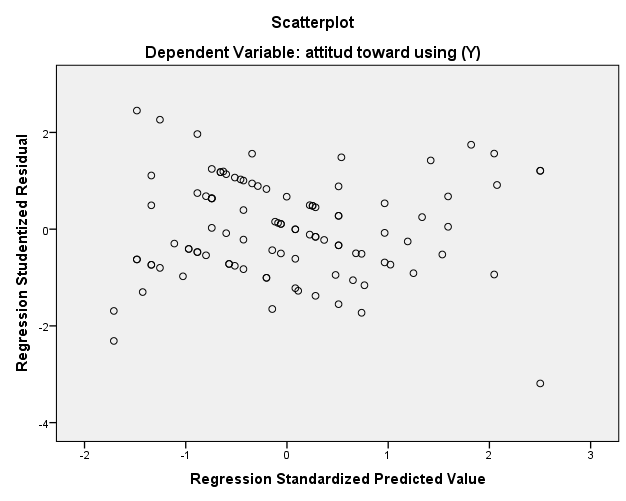 Scatterplot
Dependent Variable: attitud toward using (Y)
Regression Studentized Residual
2
0
-2
-4
-2
-1
0
1
2
3
Regression Standardized Predicted Value